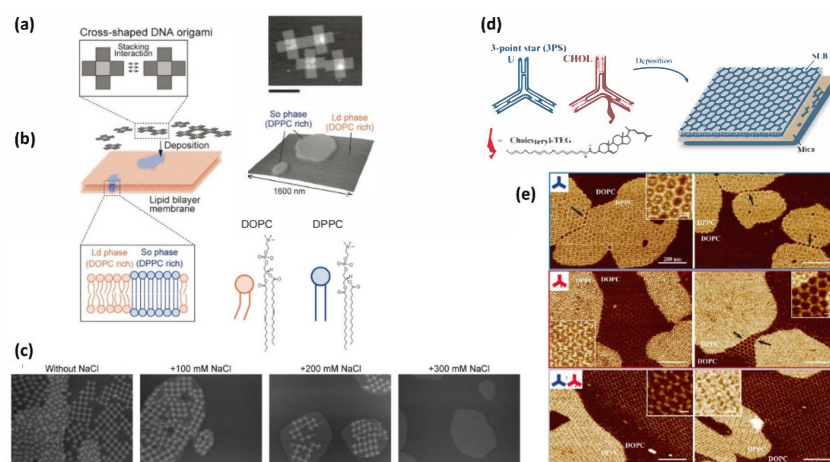 (a)
Cross-shaped DNA origami
Stacking
Interaction
(b)
Deposition
Lipid bilayer
membrane
Ld phase
(DOPC rich)
So phase
(DPPC rich)
So phase
(DPPC rich)
Ld phase
(DOPC rich)
1600 nm
DOPC
DPPC
(c)
Without NaCl
+100 mM NaCl
+200 mM NaCl
+300 mM NaCl
(d)
3-point star (3PS)
U
CHOL
Deposition
SLB
Mica
= Cholesteryl-TEG
(e)
DOPC
DPPC
DOPC
200 nm
DOPC
DPPC
DPPC
DOPC
DPPC
DOPC
DOPC
DPPC
DPPC
DOPC